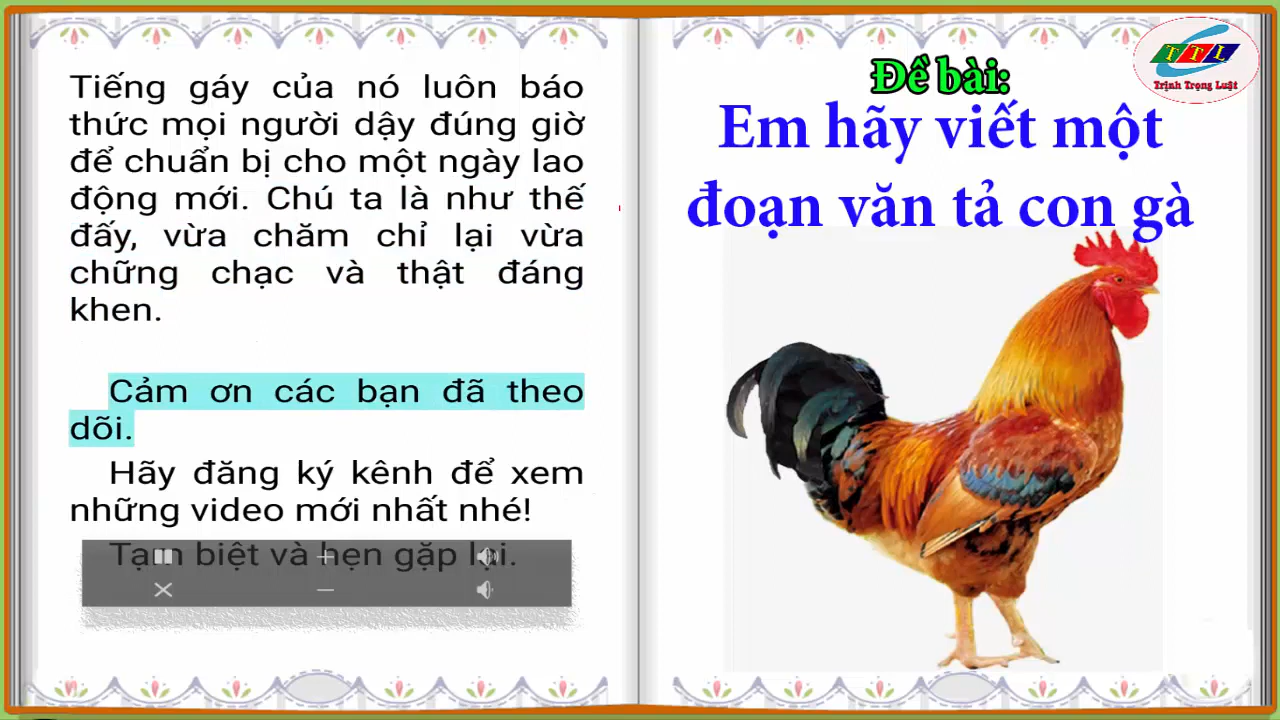 Tiếng gáy của nó luôn báo
thức mọi người dậy đúng giờ
để chuẩn bị cho một ngày lao
động mới. Chú ta là như thế
đấy, vừa chăm chỉ lại vừa
chững chạc và thật đáng
khen.
Cảm ơn các bạn đã theo
dõi.
Hãy đăng ký kênh để xem
những video mới nhất nhé!
Tạm biệt và hẹn gặp lại.
Đề bài:
Em hãy viết một
đoạn văn tả con gà
TTL
Trịnh Trọng Luật